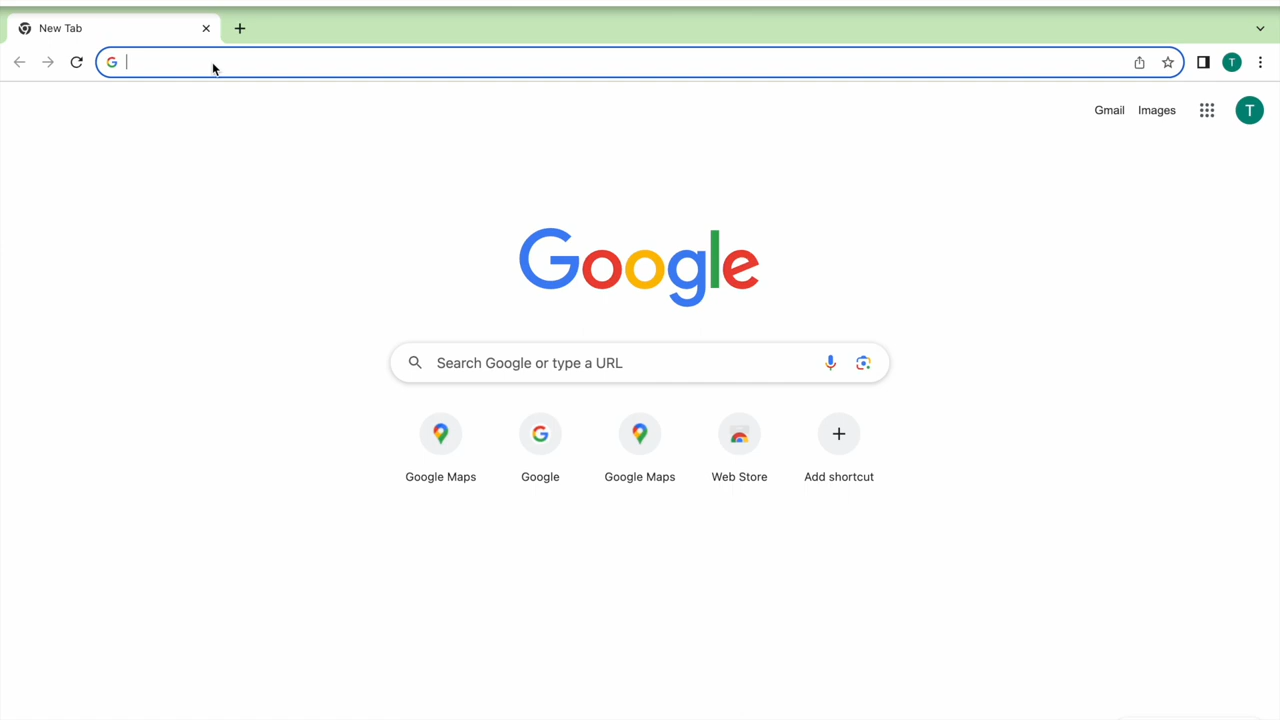 New Tab
T
Gmail Images T
Google
Search Google or type a URL
Google Maps Google Google Maps Web Store Add shortcut